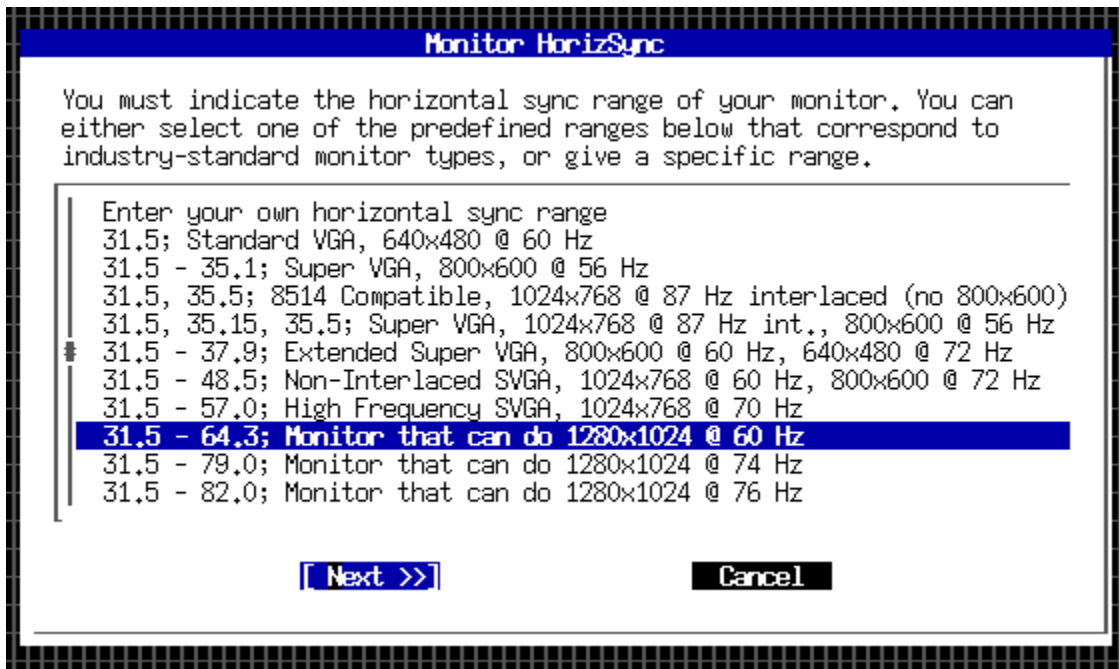 Monitor HorizSync
You must indicate the horizontal sync range of your monitor. You can
either select one of the predefined ranges below that correspond to
industry-standard monitor types, or give a specific range.
Enter your own horizontal sync range
31.5; Standard VGA, 640x480 @ 60 Hz
31.5 - 35.1; Super VGA, 800x600 @ 56 Hz
31.5, 35.5; 8514 Compatible, 1024x768 @ 87 Hz interlaced (no 800x600)
31.5, 35.15, 35.5; Super VGA, 1024x768 @ 87 Hz int., 800x600 @ 56 Hz
31.5 - 37.9; Extended Super VGA, 800x600 @ 60 Hz, 640x480 @ 72 Hz
31.5 - 48.5; Non-Interlaced SVGA, 1024x768 @ 60 Hz, 800x600 @ 72 Hz
31.5 - 57.0; High Frequency SVGA, 1024x768 @ 70 Hz
31.5 - 64.3; Monitor that can do 1280x1024 @ 60 Hz
31.5 - 79.0; Monitor that can do 1280x1024 @ 74 Hz
31.5 - 82.0; Monitor that can do 1280x1024 @ 76 Hz
[ Next >>] Cancel